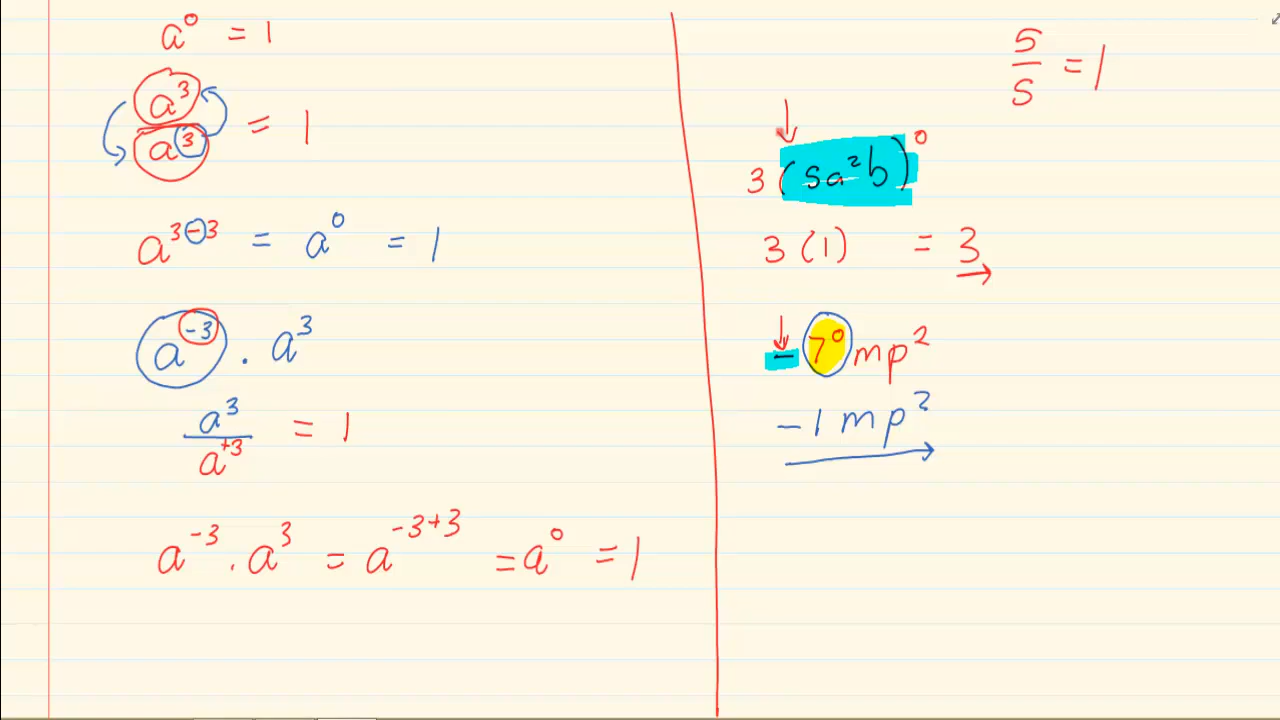 a⁰ = 1
a³/a³ = 1
a³⁻³ = a⁰ = 1
a⁻³ . a³
a³/a⁺³ = 1
a⁻³ . a³ = a⁻³⁺³ = a⁰ = 1
5/5 = 1
3(5a²b)⁰
3(1) = 3
-7⁰mp²
-1mp²